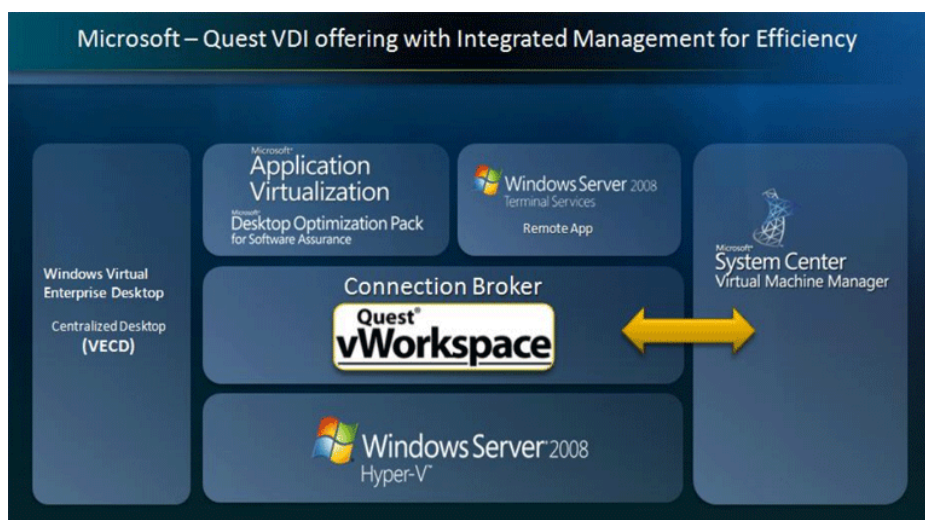 Microsoft – Quest VDI offering with Integrated Management for Efficiency
Windows Virtual
Enterprise Desktop
Centralized Desktop
(VECD)
Microsoft®
Application
Virtualization
Microsoft®
Desktop Optimization Pack
for Software Assurance
Windows Server® 2008
Terminal Services
Remote App
Connection Broker
Quest®
vWorkspace
Windows Server® 2008
Hyper-V™
Microsoft®
System Center
Virtual Machine Manager